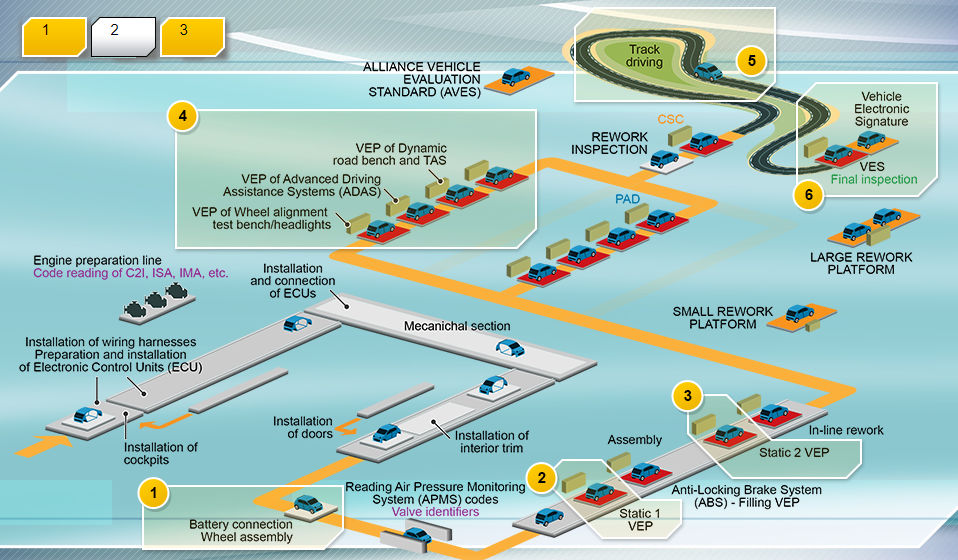 1
2
3
ALLIANCE VEHICLE
EVALUATION
STANDARD (AVES)
Track
driving
5
4
VEP of Dynamic
road bench and TAS
VEP of Advanced Driving
Assistance Systems (ADAS)
VEP of Wheel alignment
test bench/headlights
CSC
REWORK
INSPECTION
Vehicle
Electronic
Signature
VES
Final inspection
6
PAD
LARGE REWORK
PLATFORM
Engine preparation line
Code reading of C2I, ISA, IMA, etc.
Installation
and connection
of ECUs
Mecanichal section
SMALL REWORK
PLATFORM
Installation of wiring harnesses
Preparation and installation
of Electronic Control Units (ECU)
Installation of
cockpits
Installation
of doors
Installation of
interior trim
3
In-line rework
Static 2 VEP
Assembly
2
Static 1
VEP
Anti-Locking Brake System
(ABS) - Filling VEP
1
Battery connection
Wheel assembly
Reading Air Pressure Monitoring
System (APMS) codes
Valve identifiers